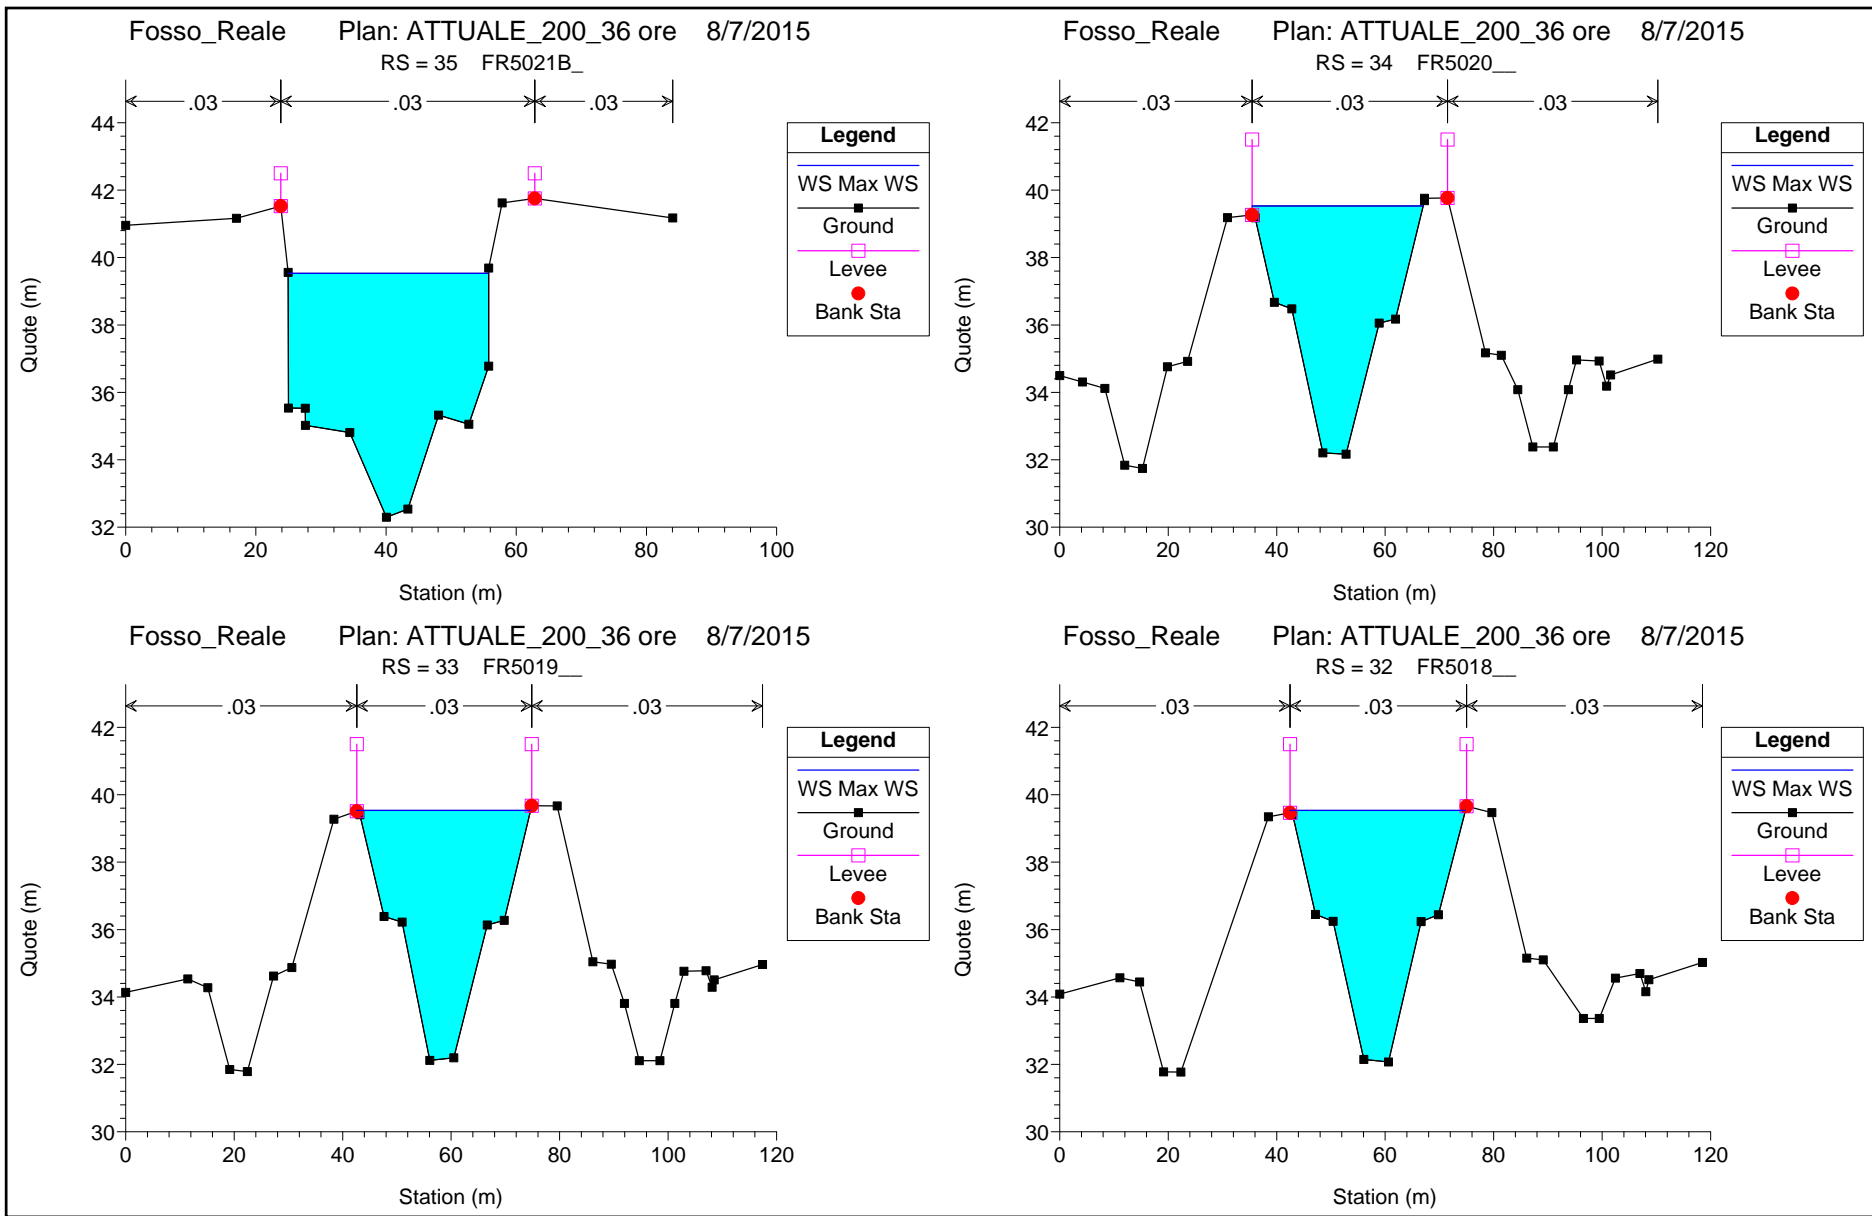 Fosso_Reale Plan: ATTUALE_200_36 ore 8/7/2015
RS = 35 FR5021B_
.03 .03 .03
44
42
40
38
36
34
32
0 20 40 60 80 100
Quote (m)
Station (m)
Legend
WS Max WS
Ground
Levee
Bank Sta
Fosso_Reale Plan: ATTUALE_200_36 ore 8/7/2015
RS = 34 FR5020__
.03 .03 .03
42
40
38
36
34
32
30
0 20 40 60 80 100 120
Quote (m)
Station (m)
Legend
WS Max WS
Ground
Levee
Bank Sta
Fosso_Reale Plan: ATTUALE_200_36 ore 8/7/2015
RS = 33 FR5019__
.03 .03 .03
42
40
38
36
34
32
30
0 20 40 60 80 100 120
Quote (m)
Station (m)
Legend
WS Max WS
Ground
Levee
Bank Sta
Fosso_Reale Plan: ATTUALE_200_36 ore 8/7/2015
RS = 32 FR5018__
.03 .03 .03
42
40
38
36
34
32
30
0 20 40 60 80 100 120
Quote (m)
Station (m)
Legend
WS Max WS
Ground
Levee
Bank Sta